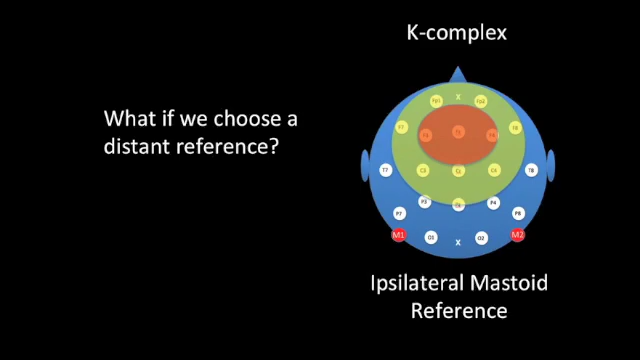 K-complex
What if we choose a
distant reference?
X
Fp1 Fp2
F7 F3 Fz F4 F8
T7 C3 Cz C4 T8
P7 P3 P4 P8
M1 O1 X O2 M2
Ipsilateral Mastoid
Reference